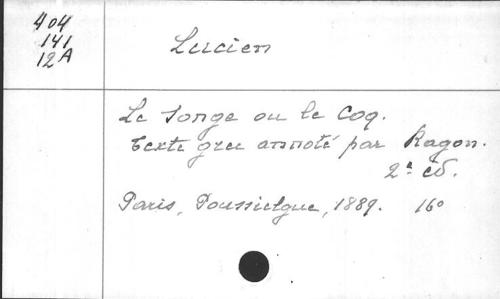 404
141
12A
Lucien
Le Songe ou le Coq.
Texte grec annoté par Ragon.
2ᵃ éd.
Paris, Poussielgue, 1889. 16°